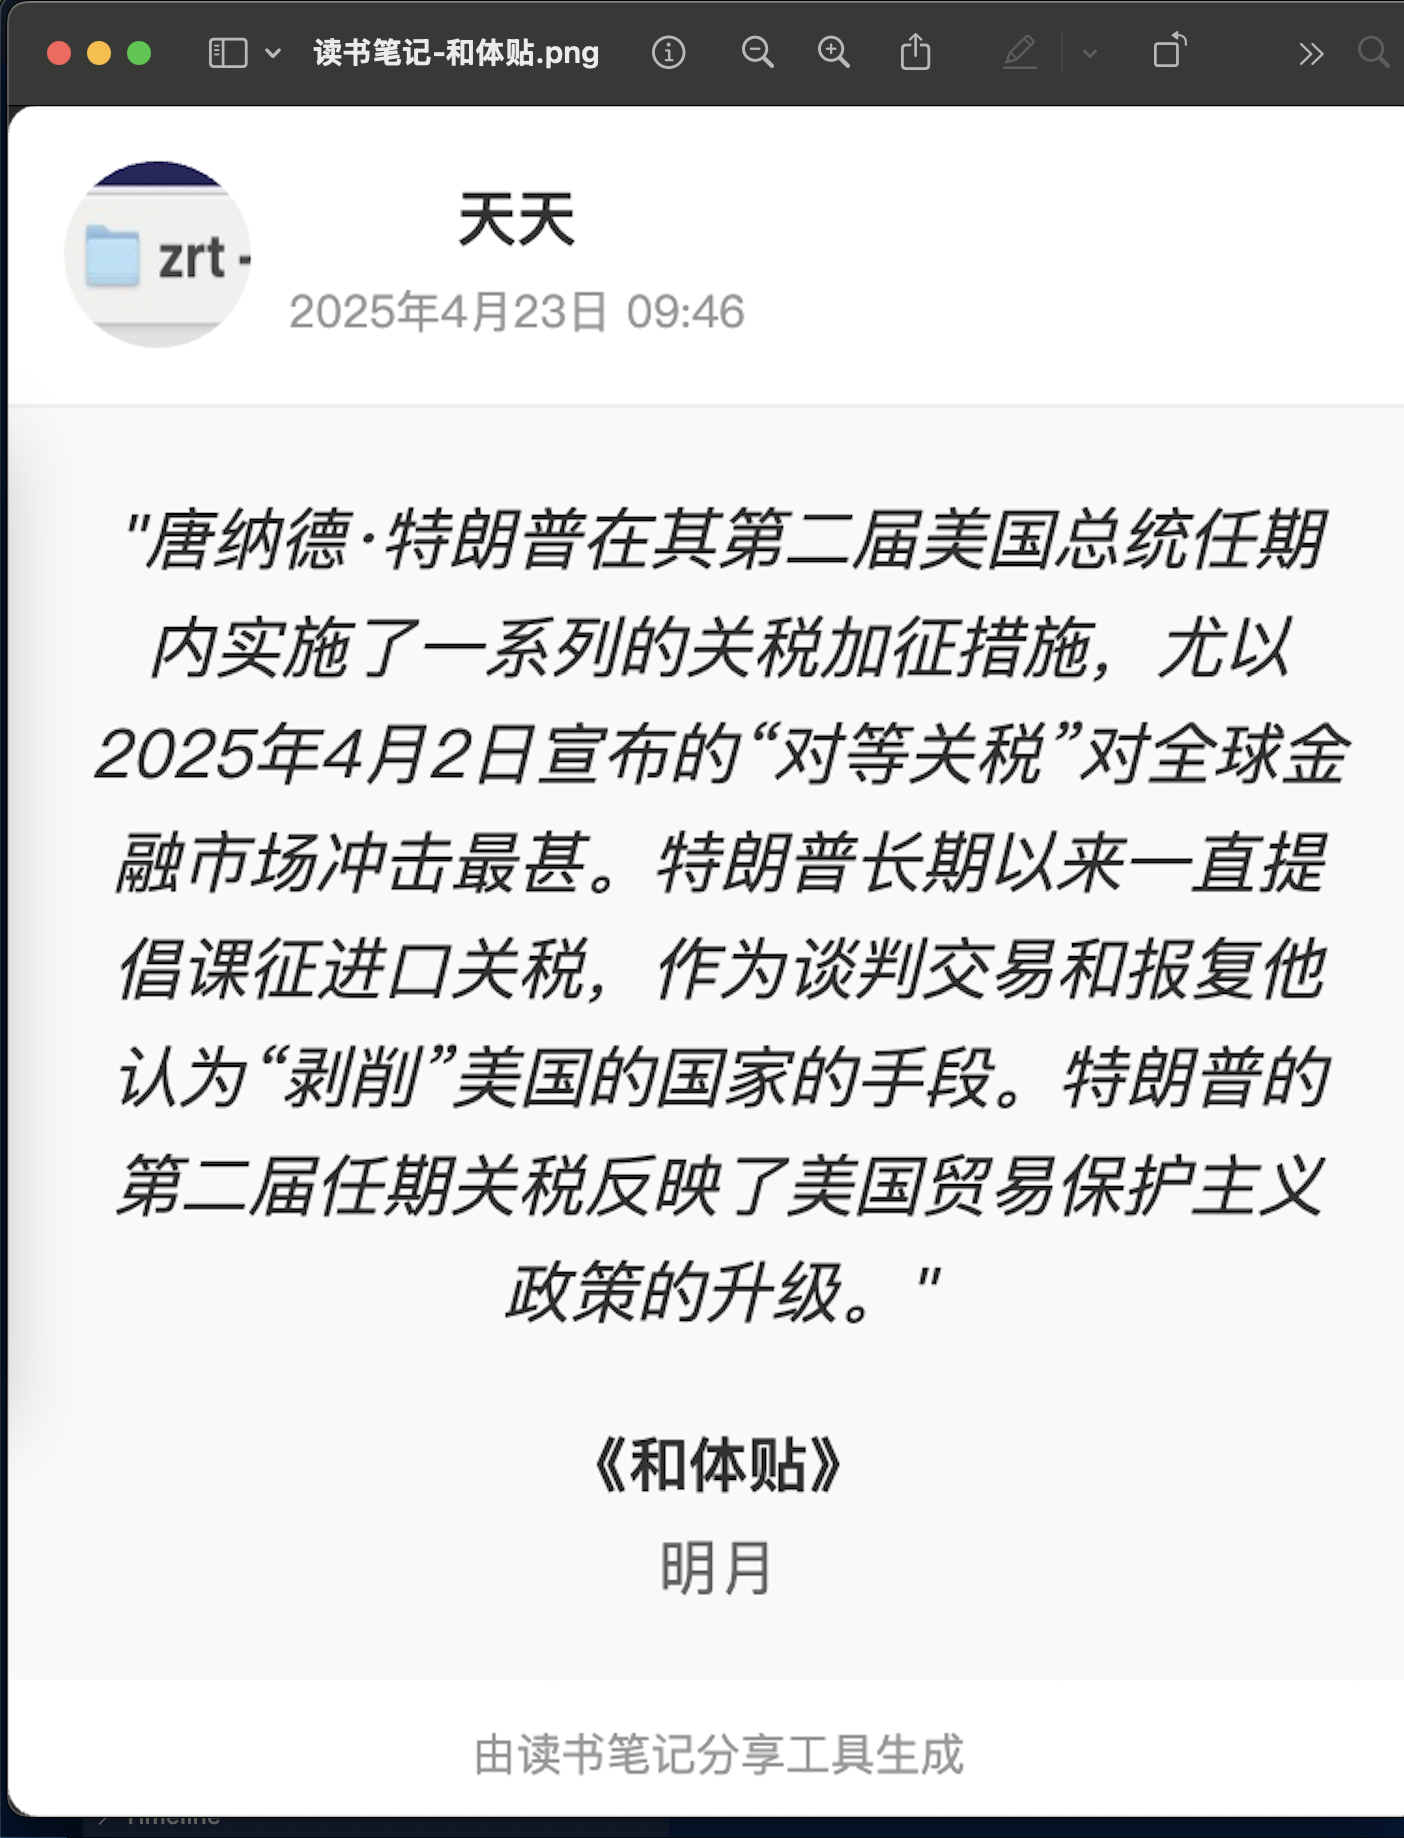 读书笔记-和体贴.png
zrt -
天天
2025年4月23日 09:46
"唐纳德·特朗普在其第二届美国总统任期
内实施了一系列的关税加征措施，尤以
2025年4月2日宣布的“对等关税”对全球金
融市场冲击最甚。特朗普长期以来一直提
倡课征进口关税，作为谈判交易和报复他
认为“剥削”美国的国家的手段。特朗普的
第二届任期关税反映了美国贸易保护主义
政策的升级。"
《和体贴》
明月
由读书笔记分享工具生成
Timeline